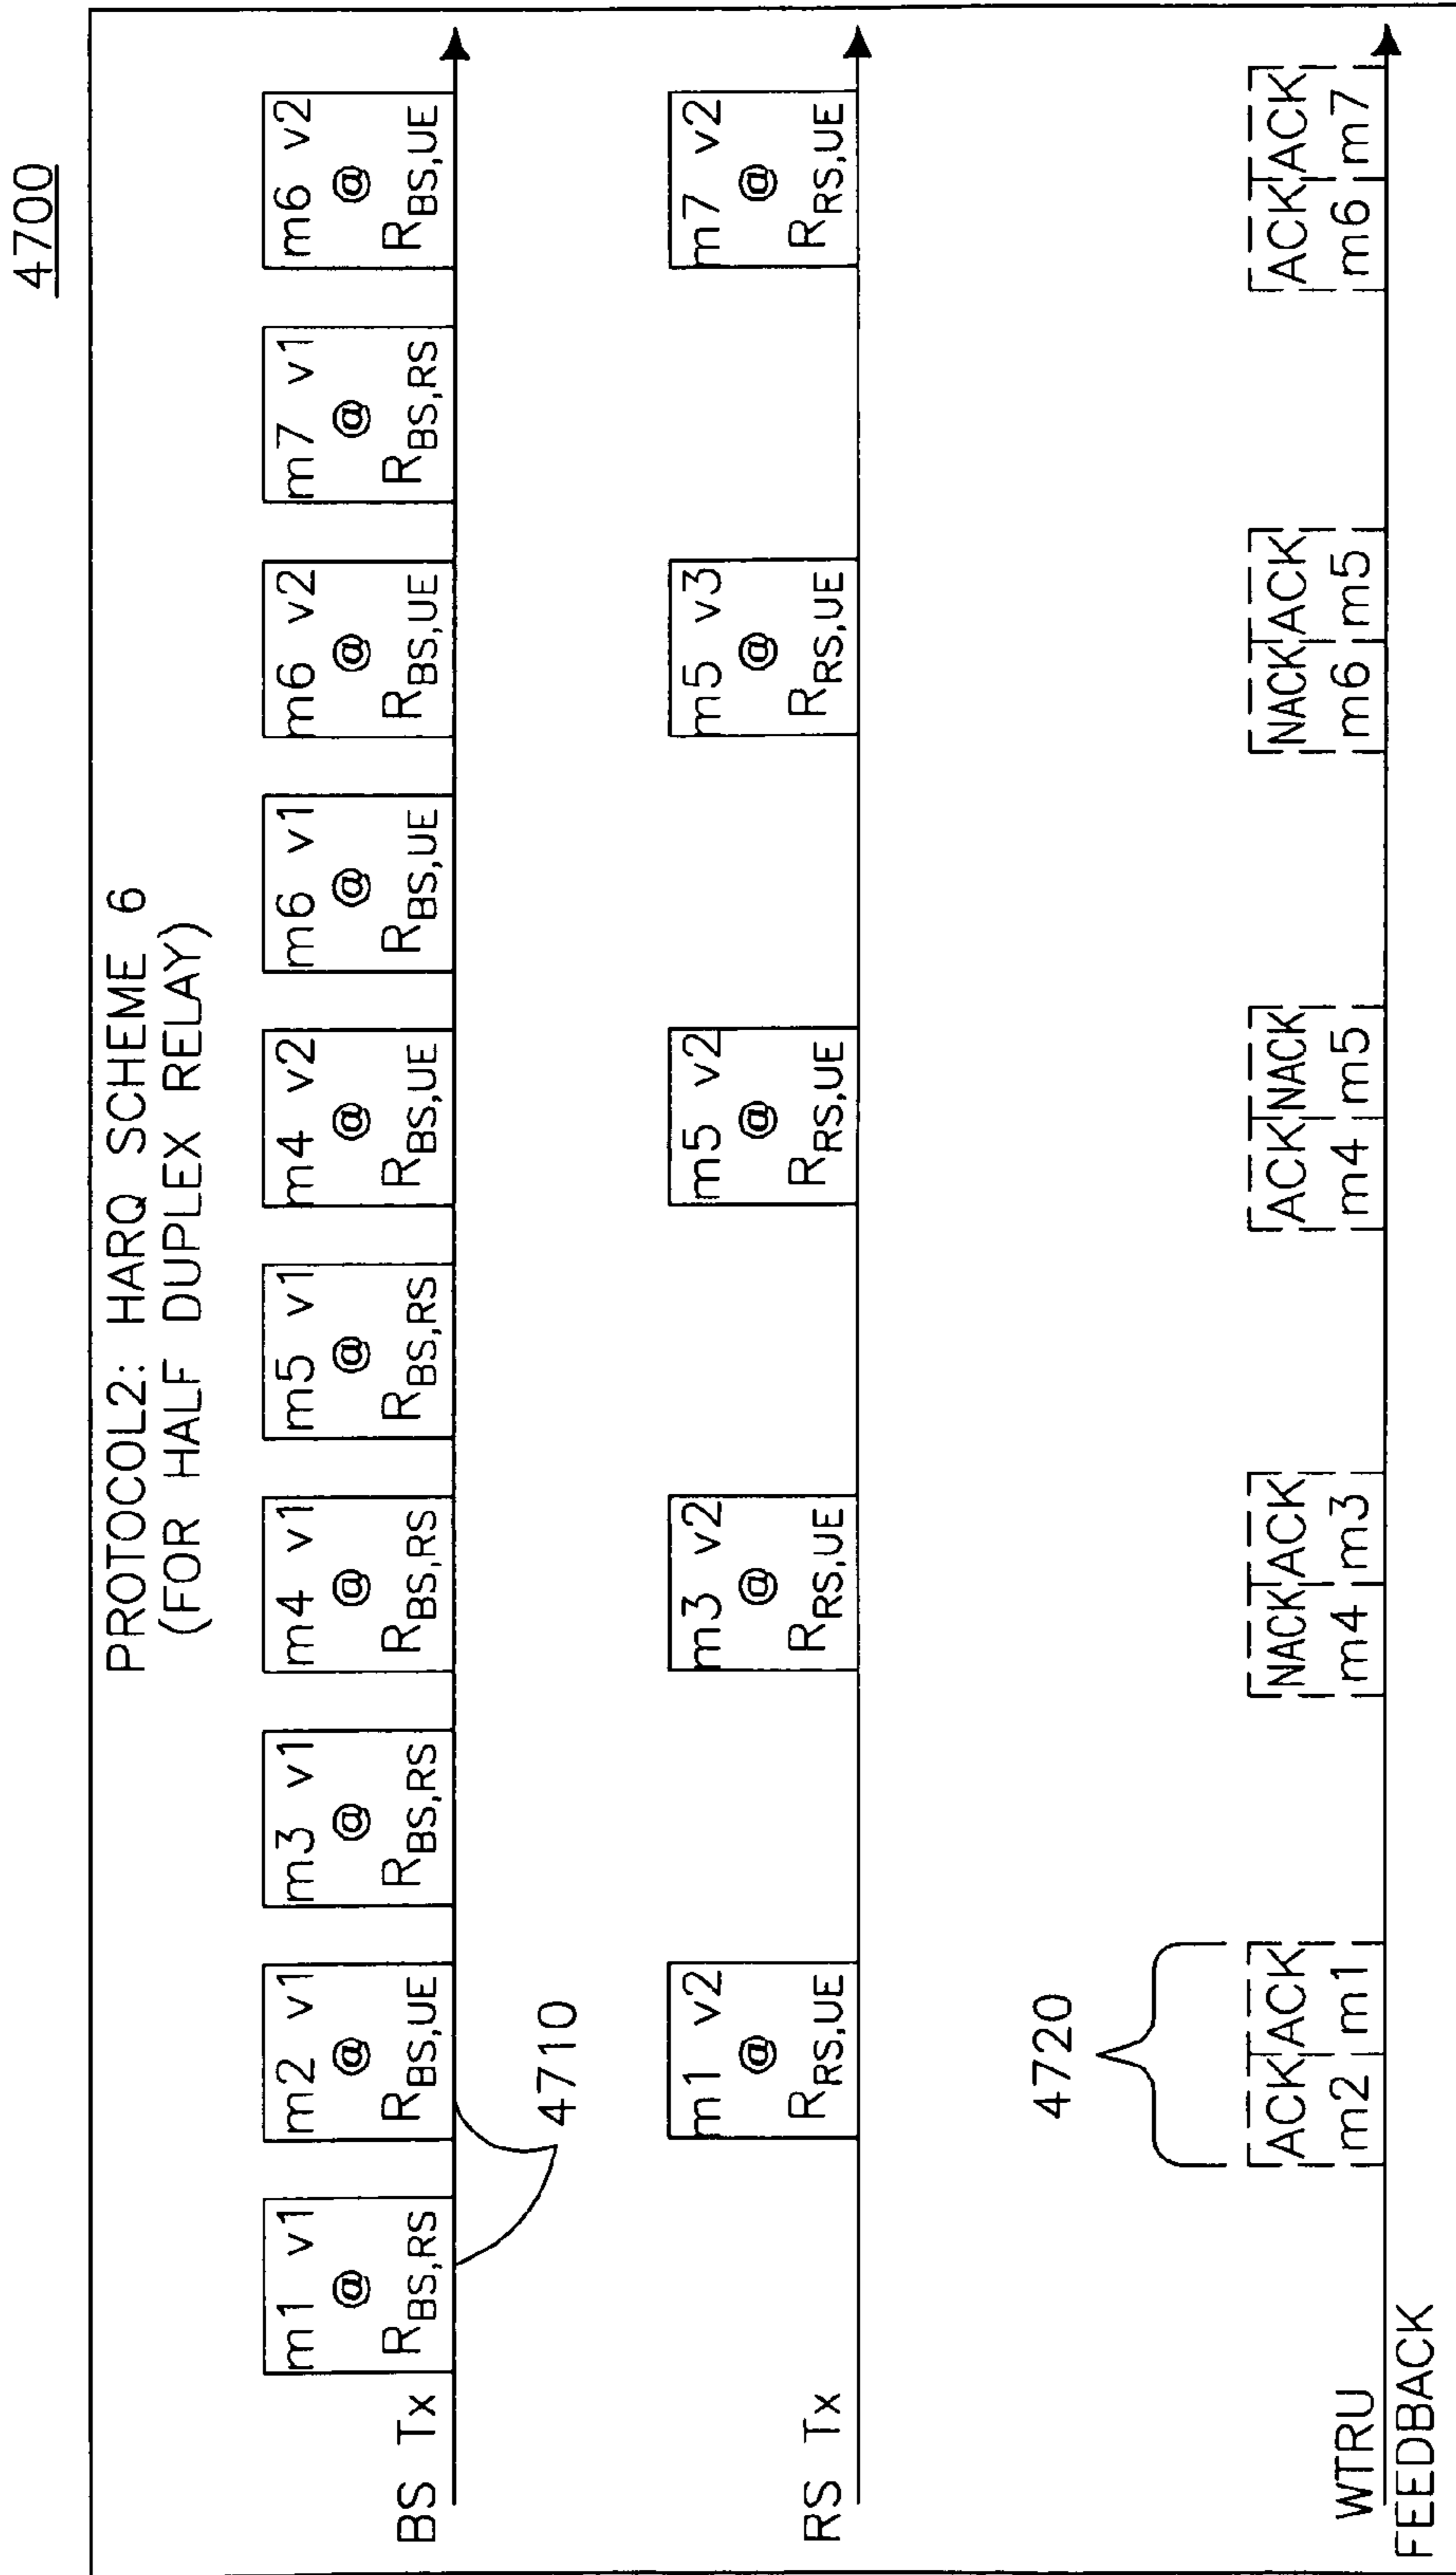 4700
PROTOCOL2: HARQ SCHEME 6
(FOR HALF DUPLEX RELAY)
BS Tx
m1 v1
@
RBS,RS
m2 v1
@
RBS,UE
m3 v1
@
RBS,RS
m4 v1
@
RBS,RS
m5 v1
@
RBS,RS
m4 v2
@
RBS,UE
m6 v1
@
RBS,UE
m6 v2
@
RBS,UE
m7 v1
@
RBS,RS
m6 v2
@
RBS,UE
4710
RS Tx
m1 v2
@
RRS,UE
m3 v2
@
RRS,UE
m5 v2
@
RRS,UE
m5 v3
@
RRS,UE
m7 v2
@
RRS,UE
4720
WTRU
FEEDBACK
ACK ACK
m2 m1
NACK ACK
m4 m3
ACK NACK
m4 m5
NACK ACK
m6 m5
ACK ACK
m6 m7